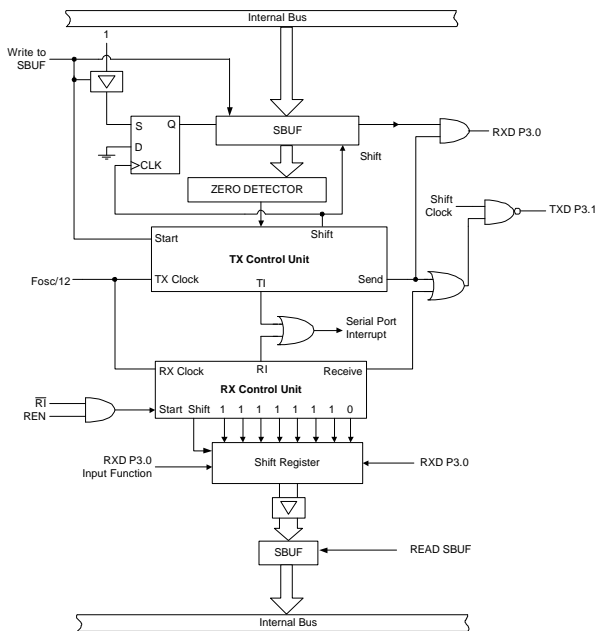 Internal Bus
1
Write to
SBUF
S Q
D
CLK
SBUF
RXD P3.0
Shift
ZERO DETECTOR
Shift
Clock
TXD P3.1
Start
Shift
TX Control Unit
Fosc/12
TX Clock
Send
TI
Serial Port
Interrupt
RX Clock
RI
Receive
RX Control Unit
RI
REN
Start Shift 1 1 1 1 1 1 1 0
RXD P3.0
Input Function
Shift Register
RXD P3.0
SBUF
READ SBUF
Internal Bus